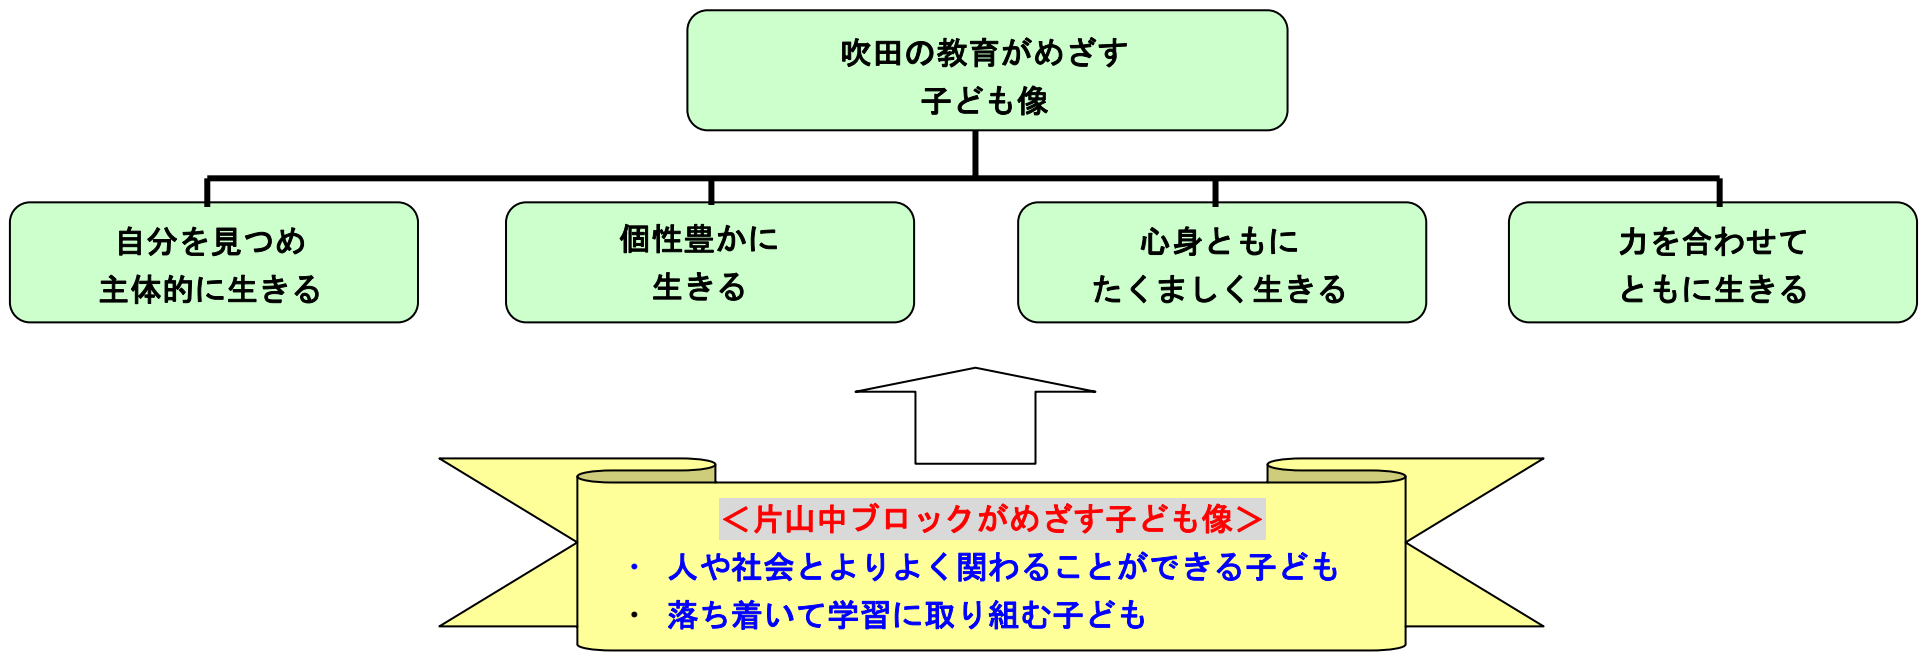 吹田の教育がめざす
子ども像
自分を見つめ
主体的に生きる
個性豊かに
生きる
心身ともに
たくましく生きる
力を合わせて
ともに生きる
＜片山中ブロックがめざす子ども像＞
・ 人や社会とよりよく関わることができる子ども
・ 落ち着いて学習に取り組む子ども